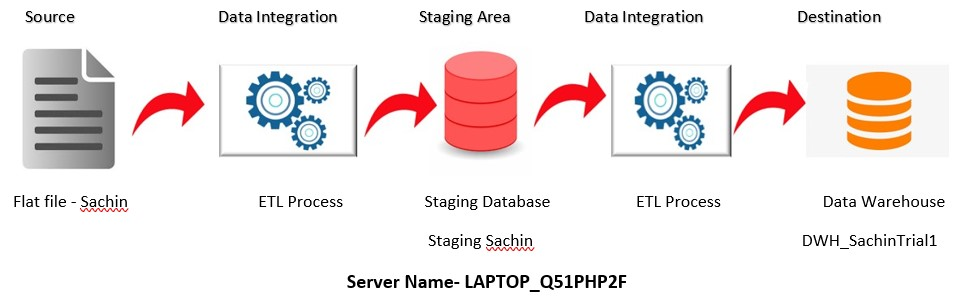 Source
Data Integration
Staging Area
Data Integration
Destination
Flat file - Sachin
ETL Process
Staging Database
ETL Process
Data Warehouse
Staging Sachin
DWH_SachinTrial1
Server Name- LAPTOP_Q51PHP2F